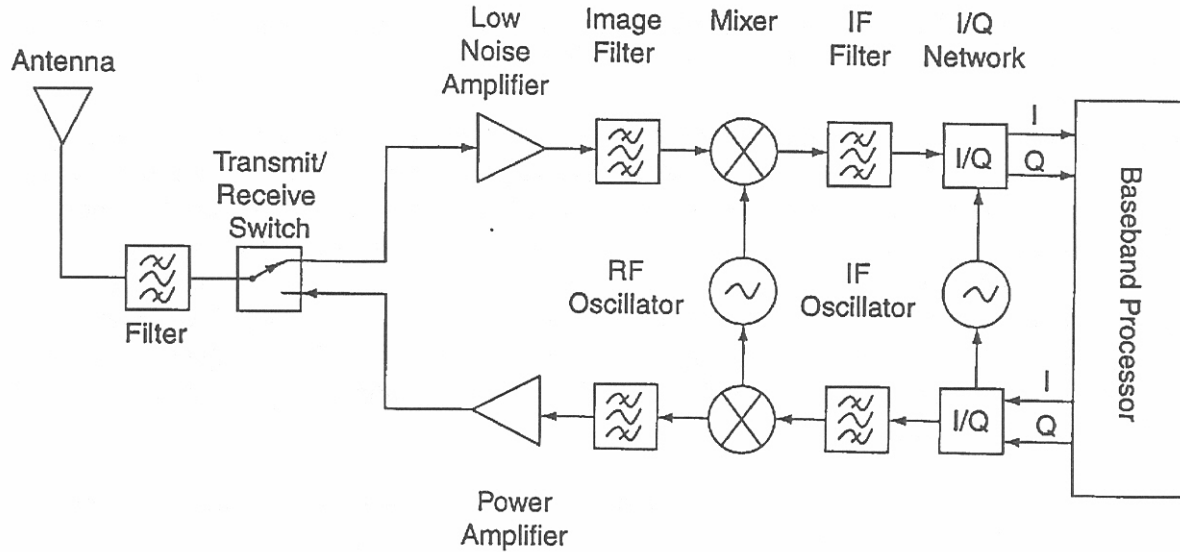 Antenna
Transmit/
Receive
Switch
Filter
Low
Noise
Amplifier
Image
Filter
Mixer
IF
Filter
I/Q
Network
I/Q
I
Q
RF
Oscillator
IF
Oscillator
Power
Amplifier
I/Q
I
Q
Baseband Processor